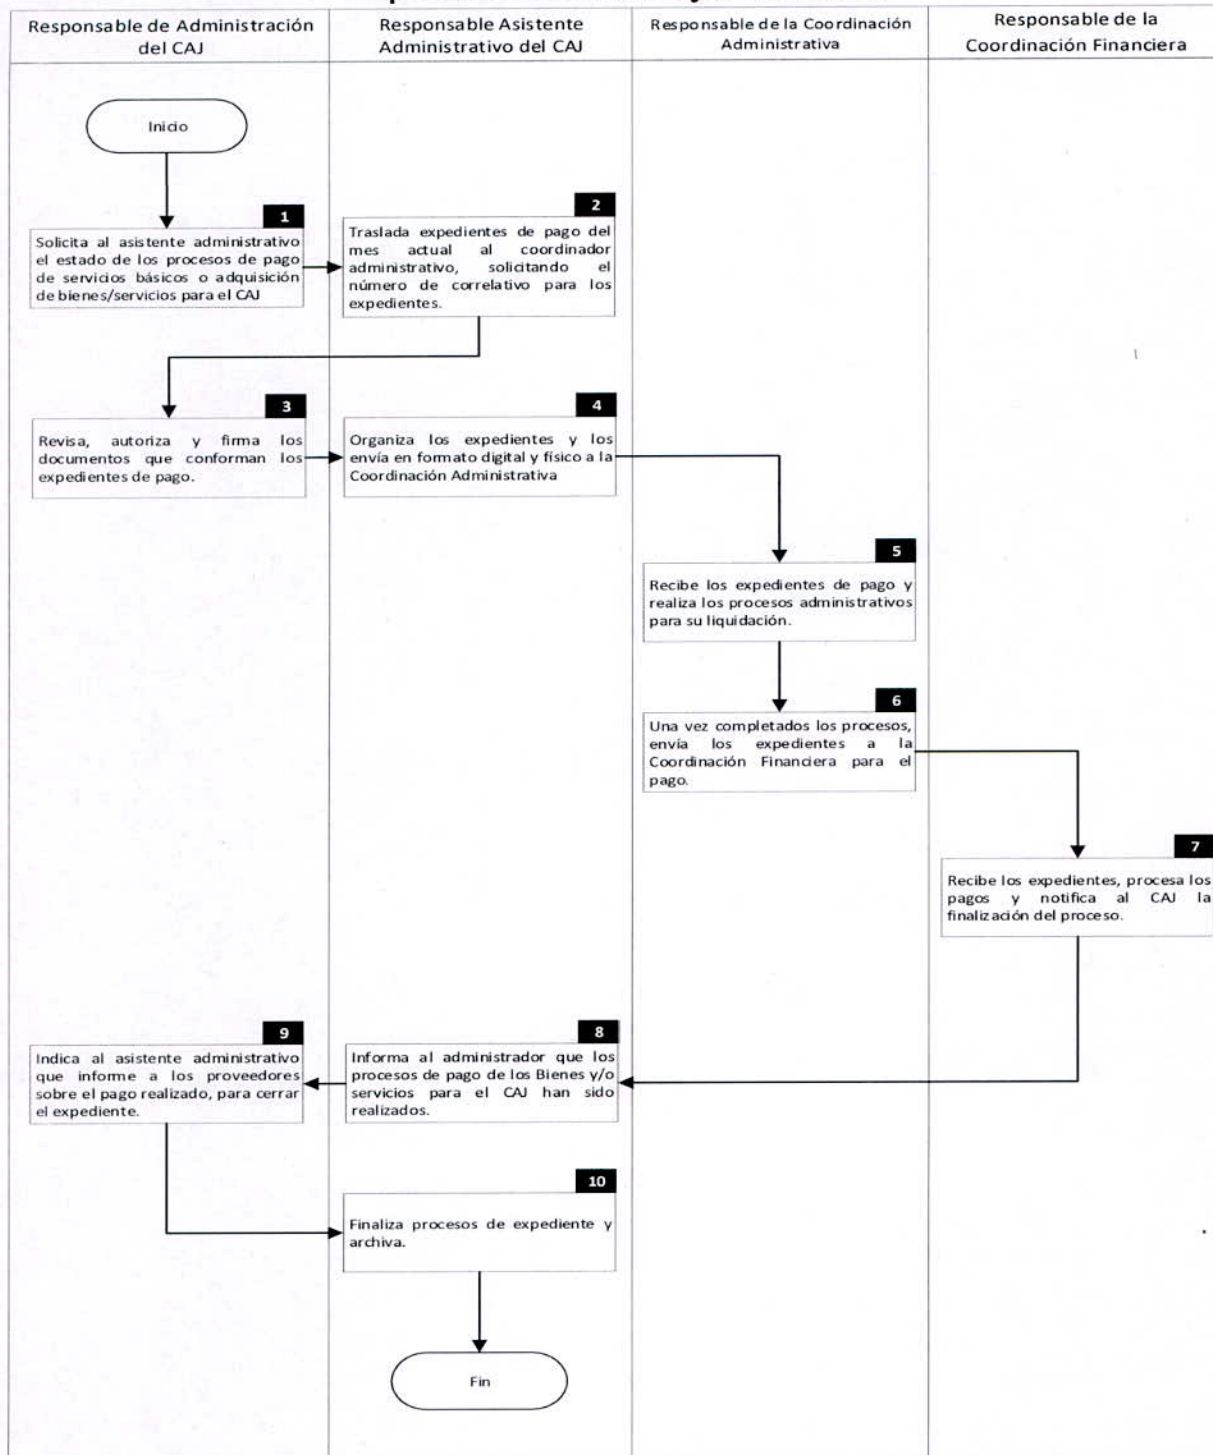 Responsable de Administración
del CAJ
Responsable Asistente
Administrativo del CAJ
Responsable de la Coordinación
Administrativa
Responsable de la
Coordinación Financiera
Inicio
1
Solicita al asistente administrativo
el estado de los procesos de pago
de servicios básicos o adquisición
de bienes/servicios para el CAJ
2
Traslada expedientes de pago del
mes actual al coordinador
administrativo, solicitando el
número de correlativo para los
expedientes.
3
Revisa, autoriza y firma los
documentos que conforman los
expedientes de pago.
4
Organiza los expedientes y los
envía en formato digital y físico a la
Coordinación Administrativa
5
Recibe los expedientes de pago y
realiza los procesos administrativos
para su liquidación.
6
Una vez completados los procesos,
envía los expedientes a la
Coordinación Financiera para el
pago.
7
Recibe los expedientes, procesa los
pagos y notifica al CAJ la
finalización del proceso.
9
Indica al asistente administrativo
que informe a los proveedores
sobre el pago realizado, para cerrar
el expediente.
8
Informa al administrador que los
procesos de pago de los Bienes y/o
servicios para el CAJ han sido
realizados.
10
Finaliza procesos de expediente y
archiva.
Fin